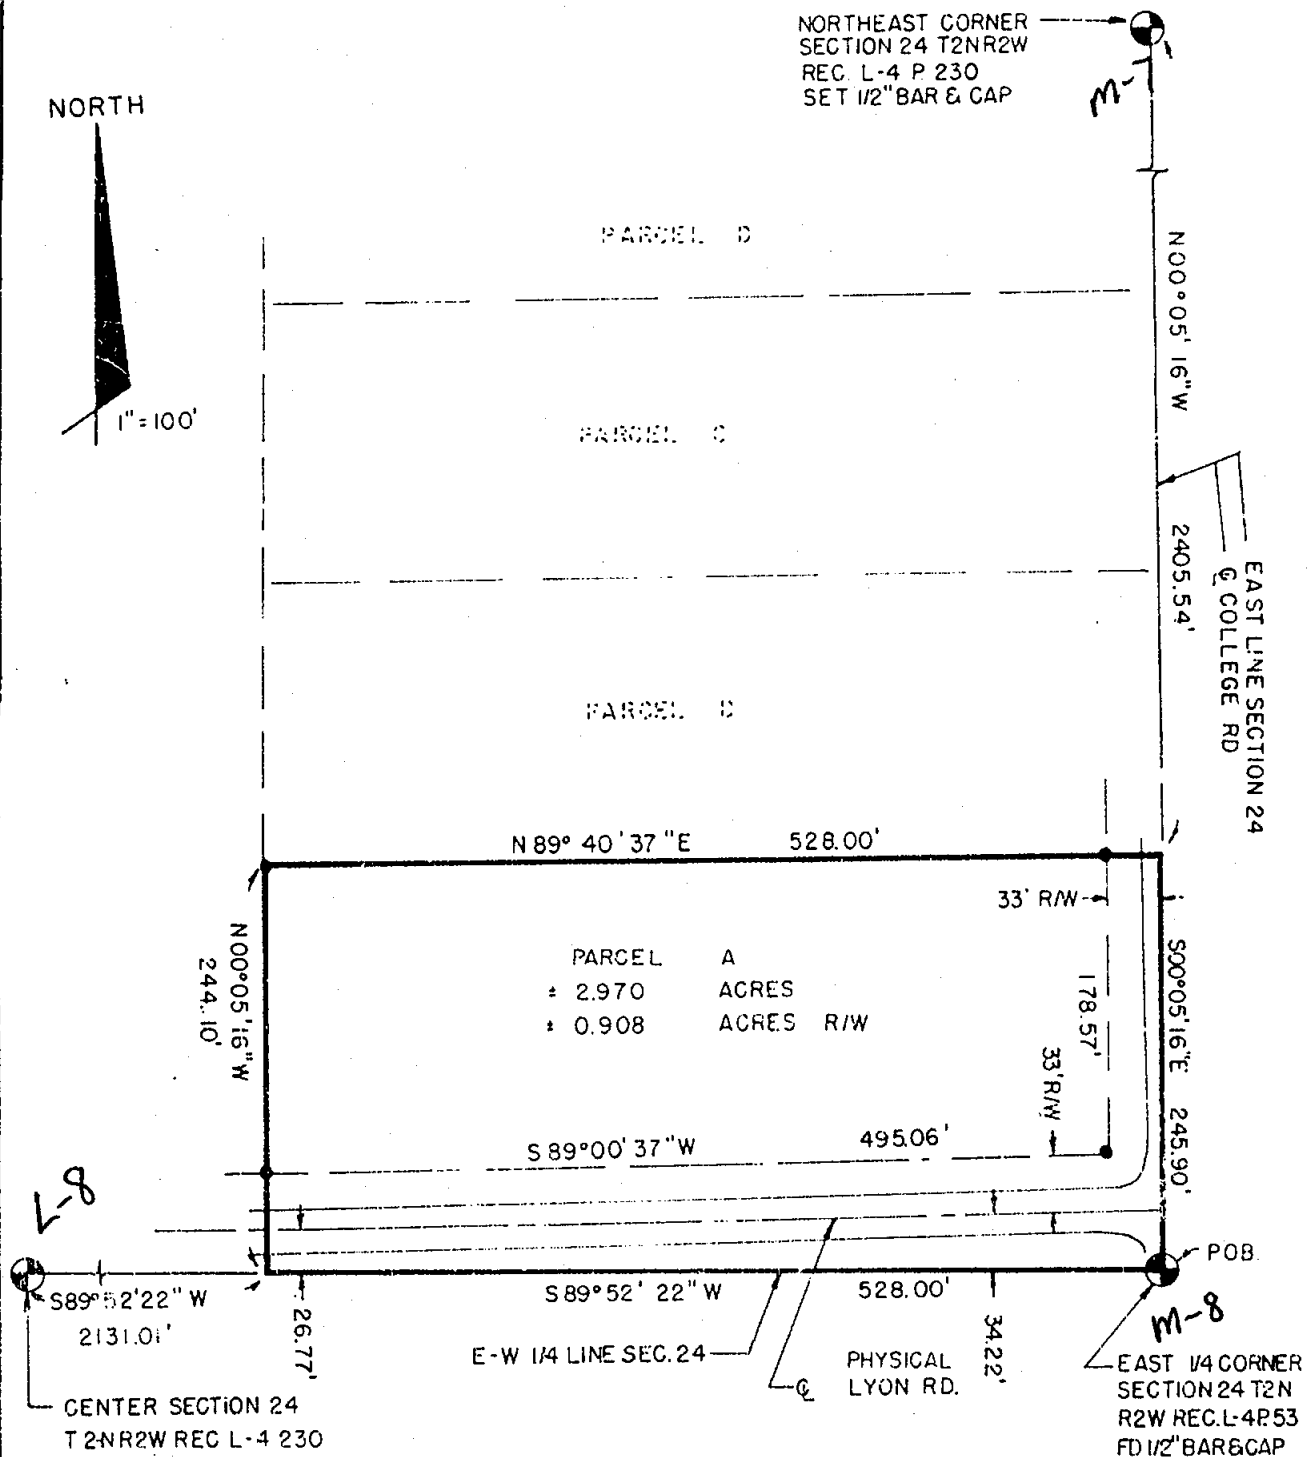 NORTHEAST CORNER
SECTION 24 T2NR2W
REC. L-4 P. 230
SET 1/2" BAR & CAP
M-7
NORTH
1"=100'
PARCEL D
N00°05'16"W
2405.54'
PARCEL C
EAST LINE SECTION 24
℄ COLLEGE RD
PARCEL
N 89° 40' 37" E 528.00'
33' R/W
N00°05'16"W
244.10'
PARCEL A
± 2.970 ACRES
± 0.908 ACRES R/W
178.57'
S00°05'16"E 245.90'
33' R/W
S 89°00'37"W 495.06'
L-8
POB.
S89°52'22" W
2131.01'
S89°52' 22" W 528.00'
M-8
26.77'
34.22'
E-W 1/4 LINE SEC. 24
℄ PHYSICAL
LYON RD.
CENTER SECTION 24
T2NR2W REC L-4 230
EAST 1/4 CORNER
SECTION 24 T2N
R2W REC. L-4P.53
FD 1/2" BAR&CAP